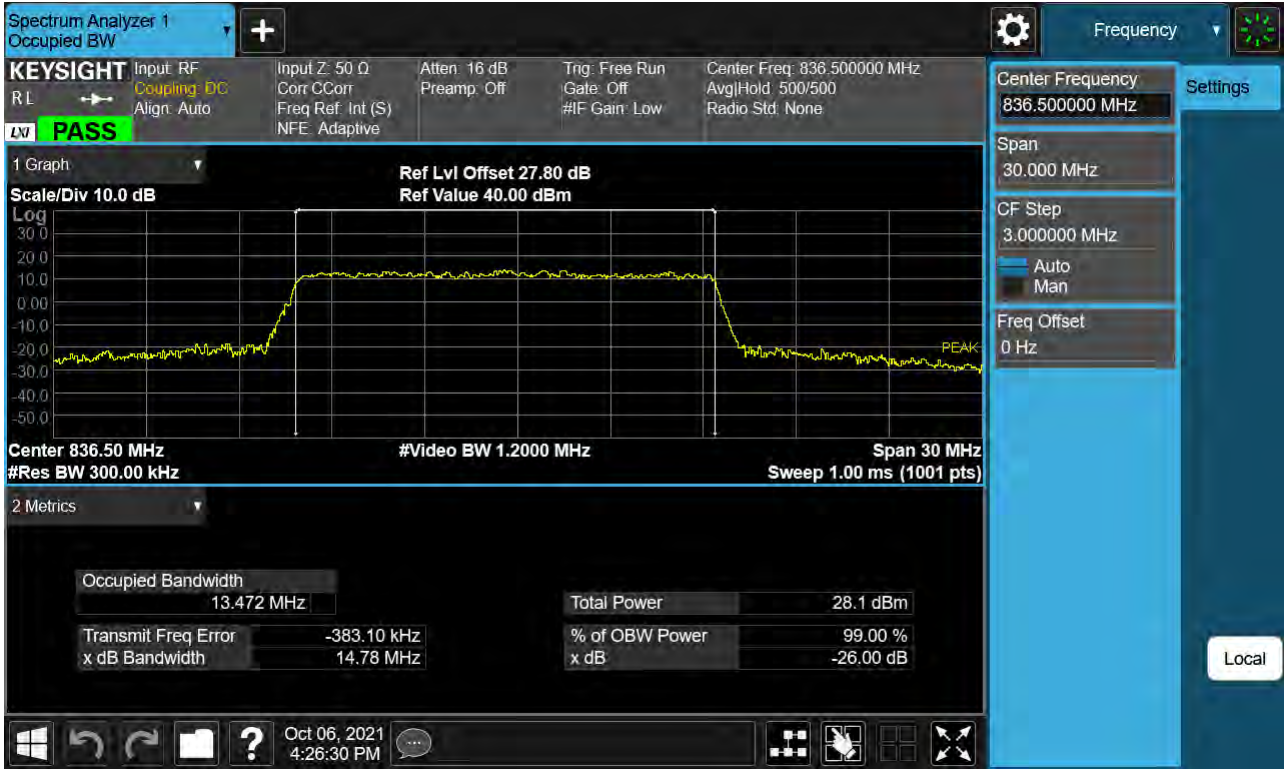 Spectrum Analyzer 1
Occupied BW
+
Frequency
KEYSIGHT
RL
LXI
PASS
Input: RF
Coupling: DC
Align: Auto
Input Z: 50 Ω
Corr CCorr
Freq Ref: Int (S)
NFE: Adaptive
Atten: 16 dB
Preamp: Off
Trig: Free Run
Gate: Off
#IF Gain: Low
Center Freq: 836.500000 MHz
Avg|Hold: 500/500
Radio Std: None
1 Graph
Scale/Div 10.0 dB
Ref Lvl Offset 27.80 dB
Ref Value 40.00 dBm
Log
30.0
20.0
10.0
0.00
-10.0
-20.0
-30.0
-40.0
-50.0
PEAK
Center 836.50 MHz
#Video BW 1.2000 MHz
Span 30 MHz
#Res BW 300.00 kHz
Sweep 1.00 ms (1001 pts)
2 Metrics
Occupied Bandwidth
13.472 MHz
Transmit Freq Error -383.10 kHz
x dB Bandwidth 14.78 MHz
Total Power 28.1 dBm
% of OBW Power 99.00 %
x dB -26.00 dB
Center Frequency
836.500000 MHz
Settings
Span
30.000 MHz
CF Step
3.000000 MHz
Auto
Man
Freq Offset
0 Hz
Local
?
Oct 06, 2021
4:26:30 PM